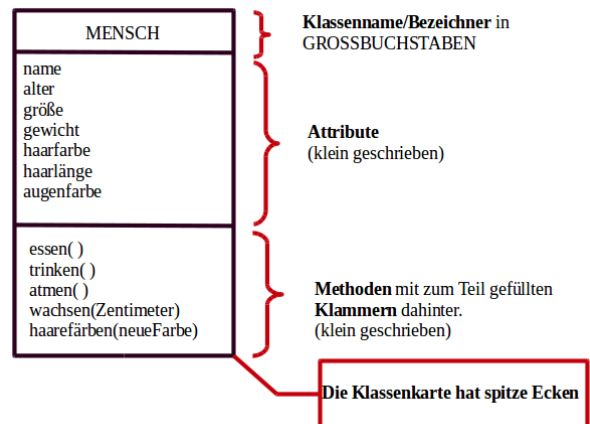 MENSCH
Klassenname/Bezeichner in
GROSSBUCHSTABEN
name
alter
größe
gewicht
haarfarbe
haarlänge
augenfarbe
Attribute
(klein geschrieben)
essen( )
trinken( )
atmen( )
wachsen(Zentimeter)
haarefärben(neueFarbe)
Methoden mit zum Teil gefüllten
Klammern dahinter.
(klein geschrieben)
Die Klassenkarte hat spitze Ecken